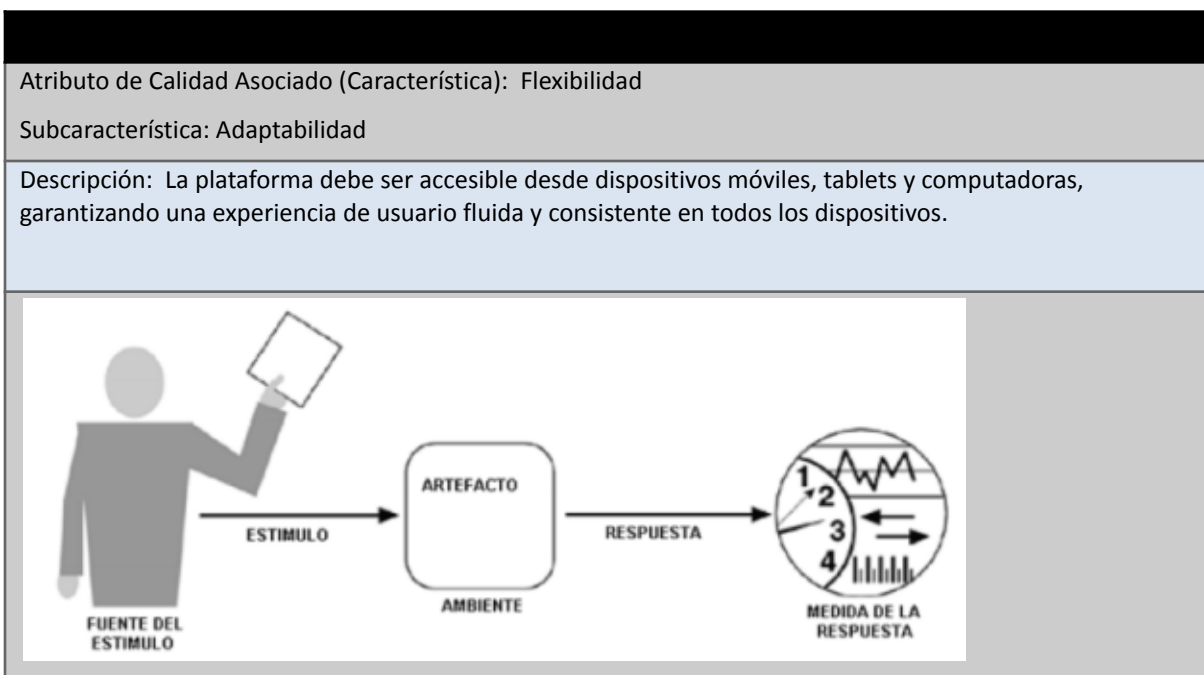 Atributo de Calidad Asociado (Característica): Flexibilidad
Subcaracterística: Adaptabilidad
Descripción: La plataforma debe ser accesible desde dispositivos móviles, tablets y computadoras,
garantizando una experiencia de usuario fluida y consistente en todos los dispositivos.
ARTEFACTO
ESTIMULO
RESPUESTA
AMBIENTE
FUENTE DEL
ESTIMULO
1
2
3
4
MEDIDA DE LA
RESPUESTA